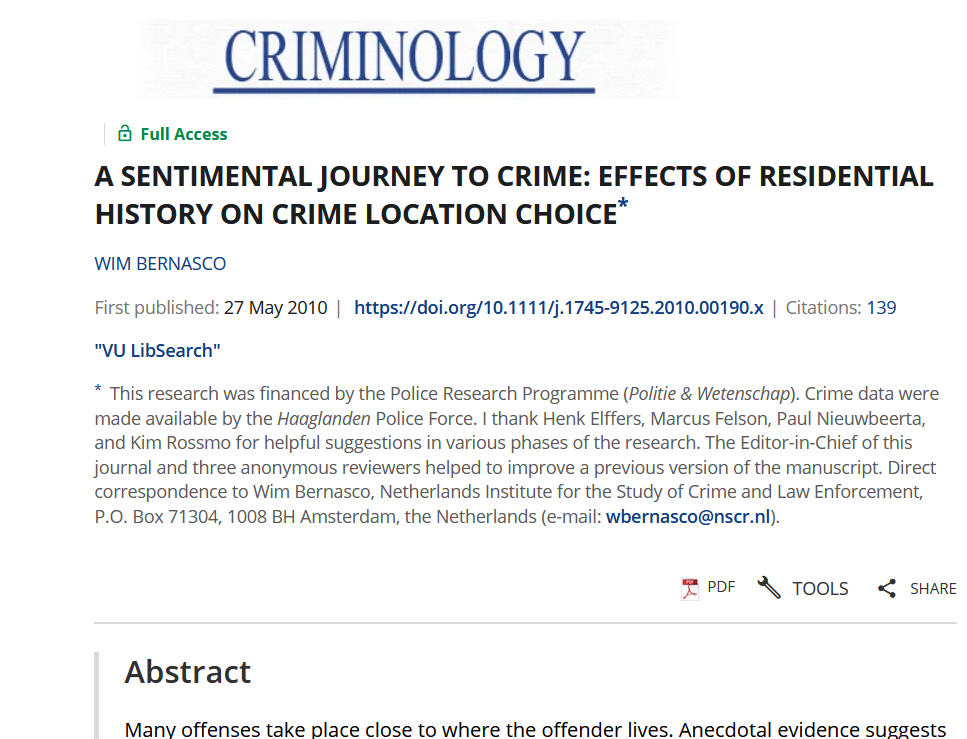 CRIMINOLOGY
Full Access
A SENTIMENTAL JOURNEY TO CRIME: EFFECTS OF RESIDENTIAL
HISTORY ON CRIME LOCATION CHOICE*
WIM BERNASCO
First published: 27 May 2010 | https://doi.org/10.1111/j.1745-9125.2010.00190.x | Citations: 139
"VU LibSearch"
* This research was financed by the Police Research Programme (Politie & Wetenschap). Crime data were
made available by the Haaglanden Police Force. I thank Henk Elffers, Marcus Felson, Paul Nieuwbeerta,
and Kim Rossmo for helpful suggestions in various phases of the research. The Editor-in-Chief of this
journal and three anonymous reviewers helped to improve a previous version of the manuscript. Direct
correspondence to Wim Bernasco, Netherlands Institute for the Study of Crime and Law Enforcement,
P.O. Box 71304, 1008 BH Amsterdam, the Netherlands (e-mail: wbernasco@nscr.nl).
PDF TOOLS SHARE
Abstract
Many offenses take place close to where the offender lives. Anecdotal evidence suggests